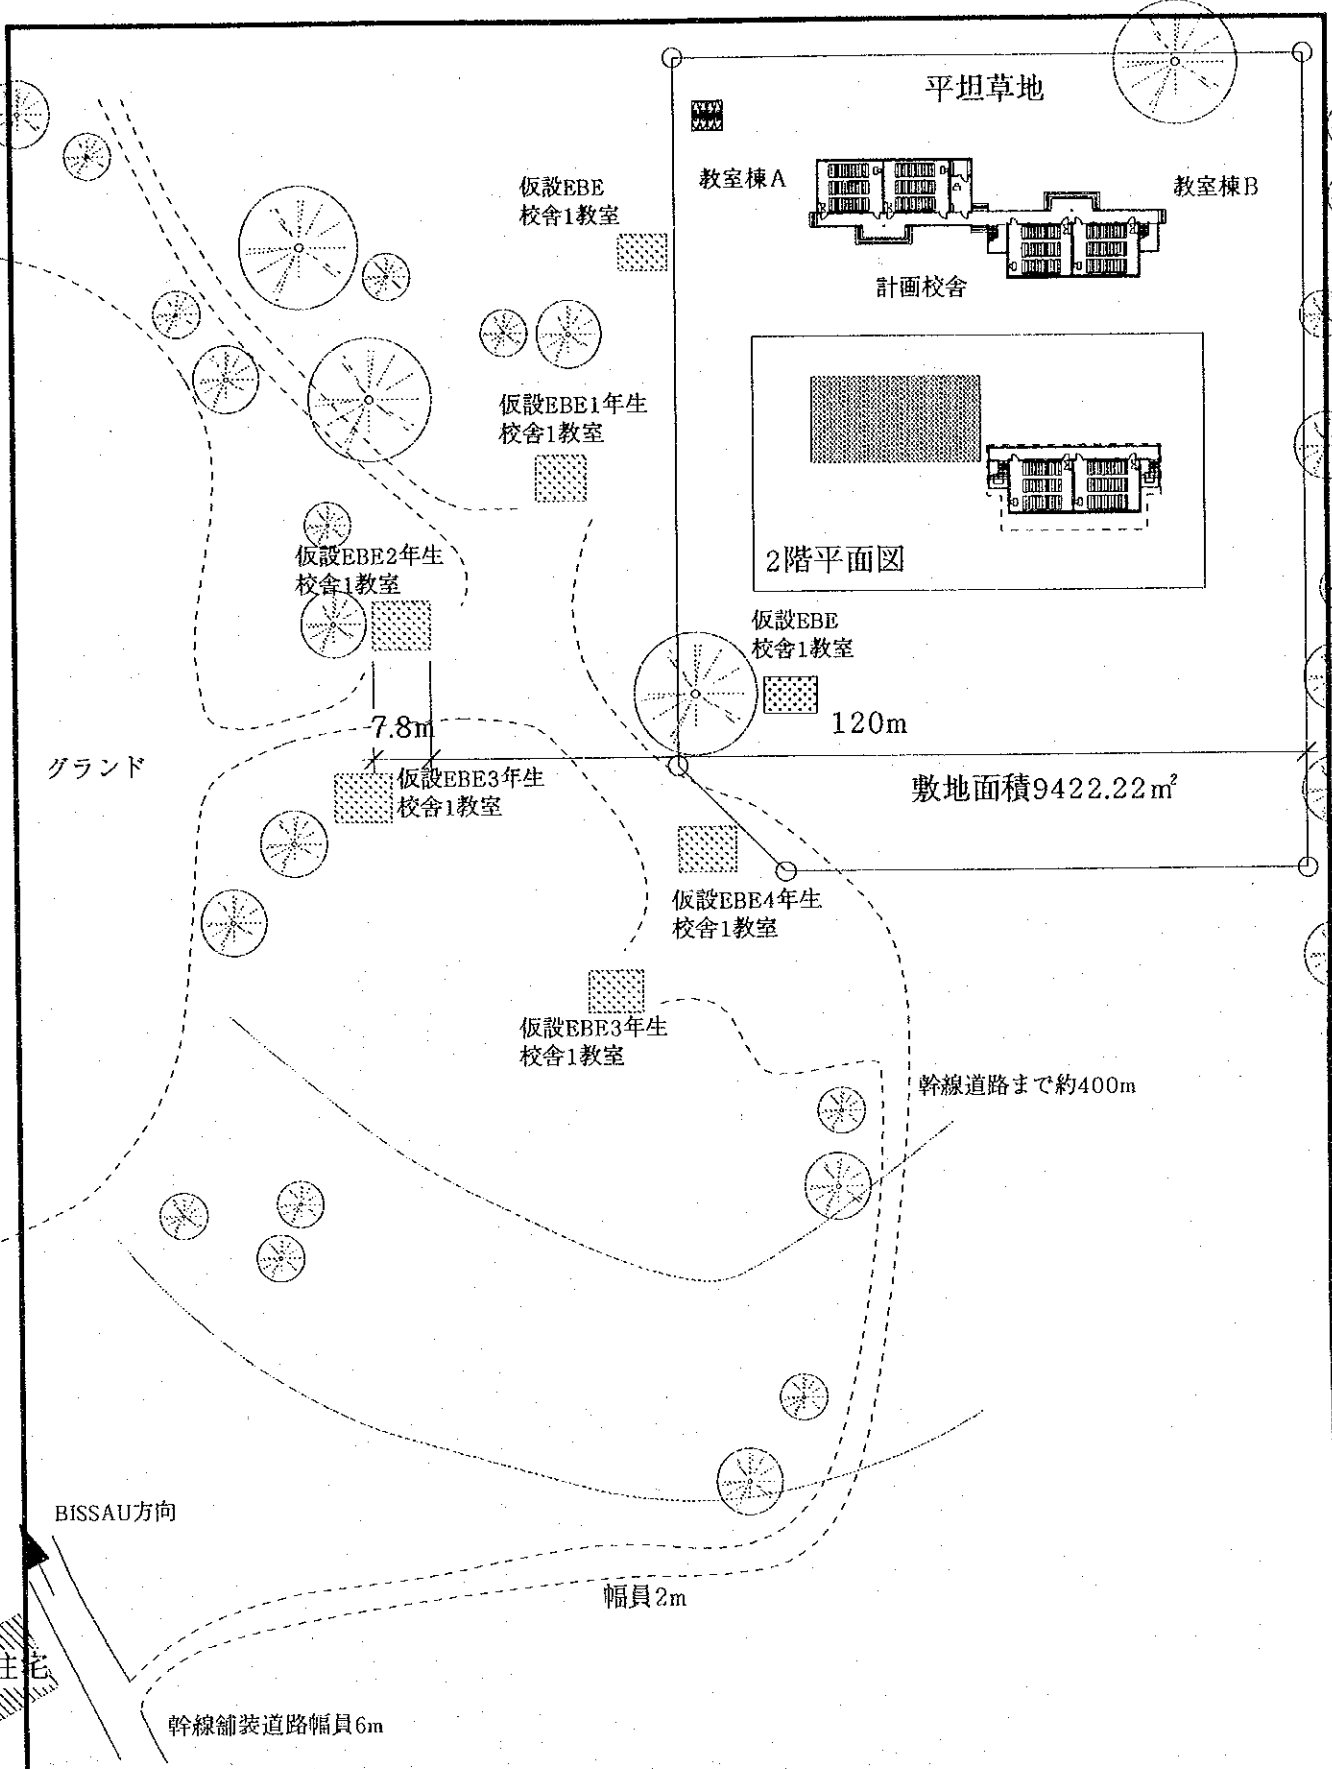 平坦草地
仮設EBE
校舎1教室
教室棟A
教室棟B
計画校舎
仮設EBE1年生
校舎1教室
仮設EBE2年生
校舎1教室
2階平面図
仮設EBE
校舎1教室
7.8m
120m
グランド
仮設EBE3年生
校舎1教室
敷地面積9422.22㎡
仮設EBE4年生
校舎1教室
仮設EBE3年生
校舎1教室
幹線道路まで約400m
BISSAU方向
幅員2m
住宅
幹線舗装道路幅員6m